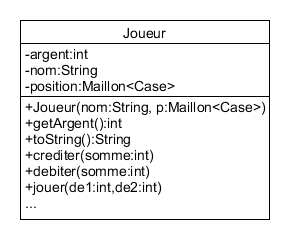 Joueur
-argent:int
-nom:String
-position:Maillon<Case>
+Joueur(nom:String, p:Maillon<Case>)
+getArgent():int
+toString():String
+crediter(somme:int)
+debiter(somme:int)
+jouer(de1:int,de2:int)
...